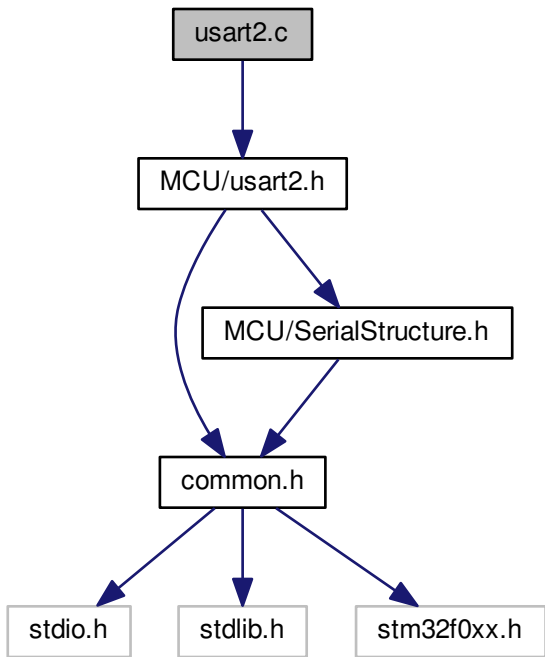 usart2.c
MCU/usart2.h
MCU/SerialStructure.h
common.h
stdio.h
stdlib.h
stm32f0xx.h